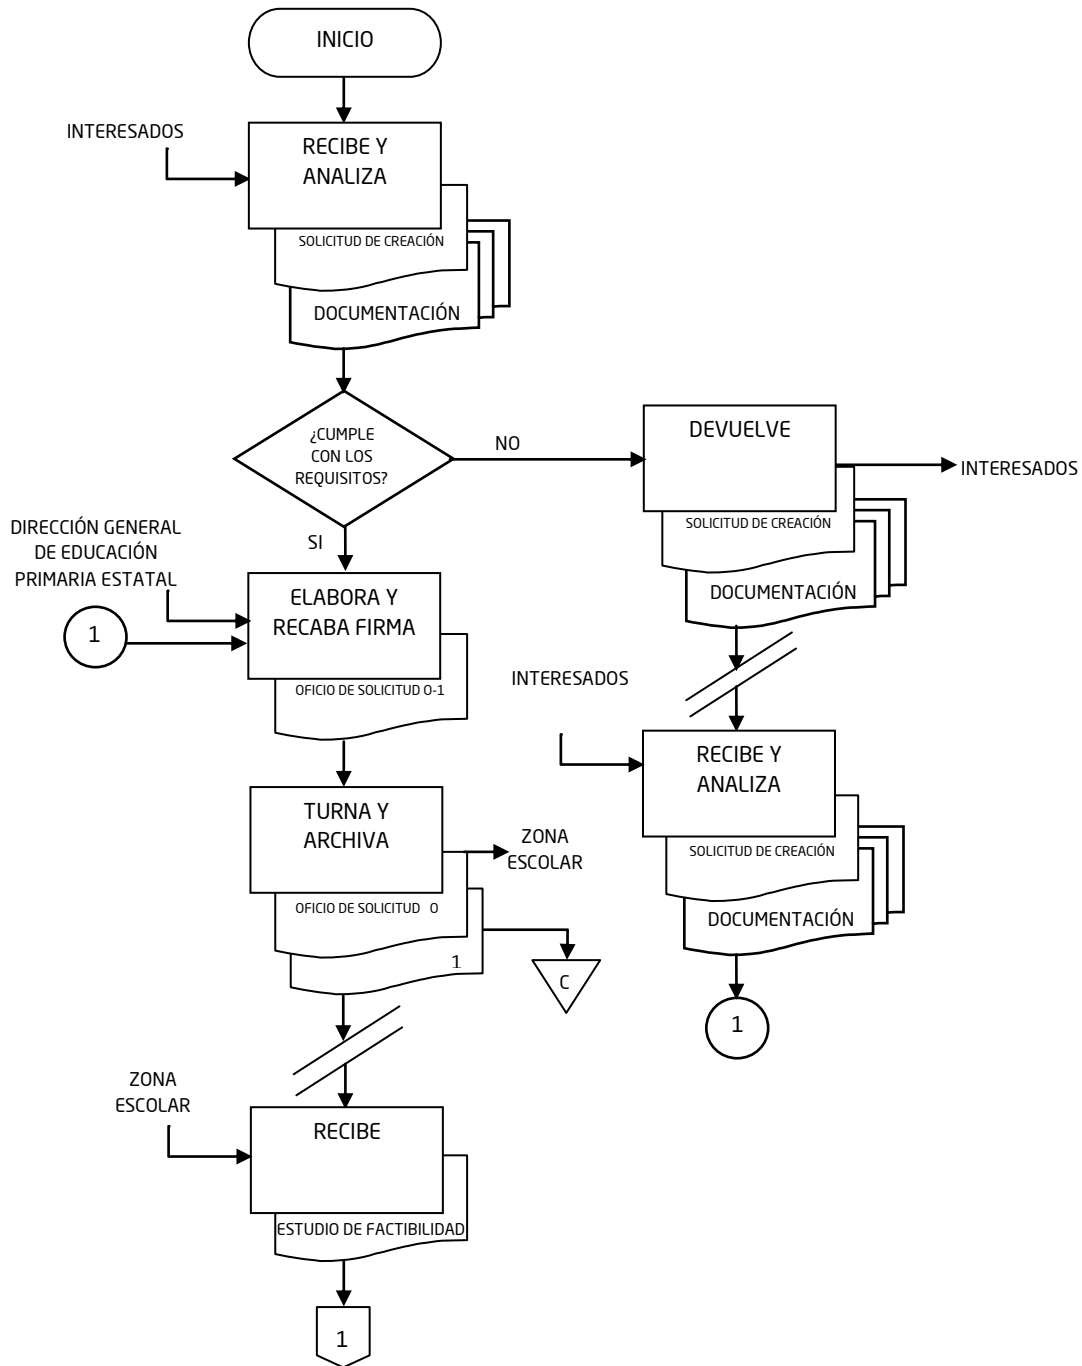 INICIO
INTERESADOS
RECIBE Y
ANALIZA
SOLICITUD DE CREACIÓN
DOCUMENTACIÓN
¿CUMPLE
CON LOS
REQUISITOS?
NO
DEVUELVE
INTERESADOS
SOLICITUD DE CREACIÓN
DOCUMENTACIÓN
SI
DIRECCIÓN GENERAL
DE EDUCACIÓN
PRIMARIA ESTATAL
1
ELABORA Y
RECABA FIRMA
OFICIO DE SOLICITUD O-1
INTERESADOS
RECIBE Y
ANALIZA
SOLICITUD DE CREACIÓN
DOCUMENTACIÓN
1
TURNA Y
ARCHIVA
ZONA
ESCOLAR
OFICIO DE SOLICITUD O
1
C
ZONA
ESCOLAR
RECIBE
ESTUDIO DE FACTIBILIDAD
1